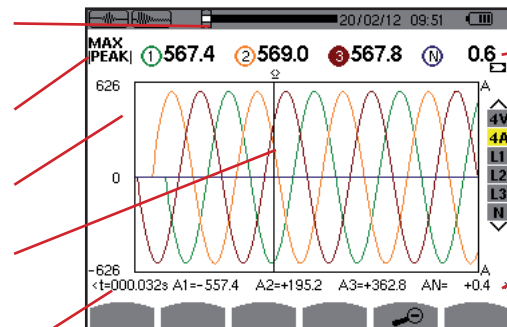 20/02/12 09:51
MAX
|PEAK| 1 567.4 2 569.0 3 567.8 N 0.6
626 A
0
-626 A
4V
4A
L1
L2
L3
N
<t=000.032s A1=-557.4 A2=+195.2 A3=+362.8 AN= +0.4